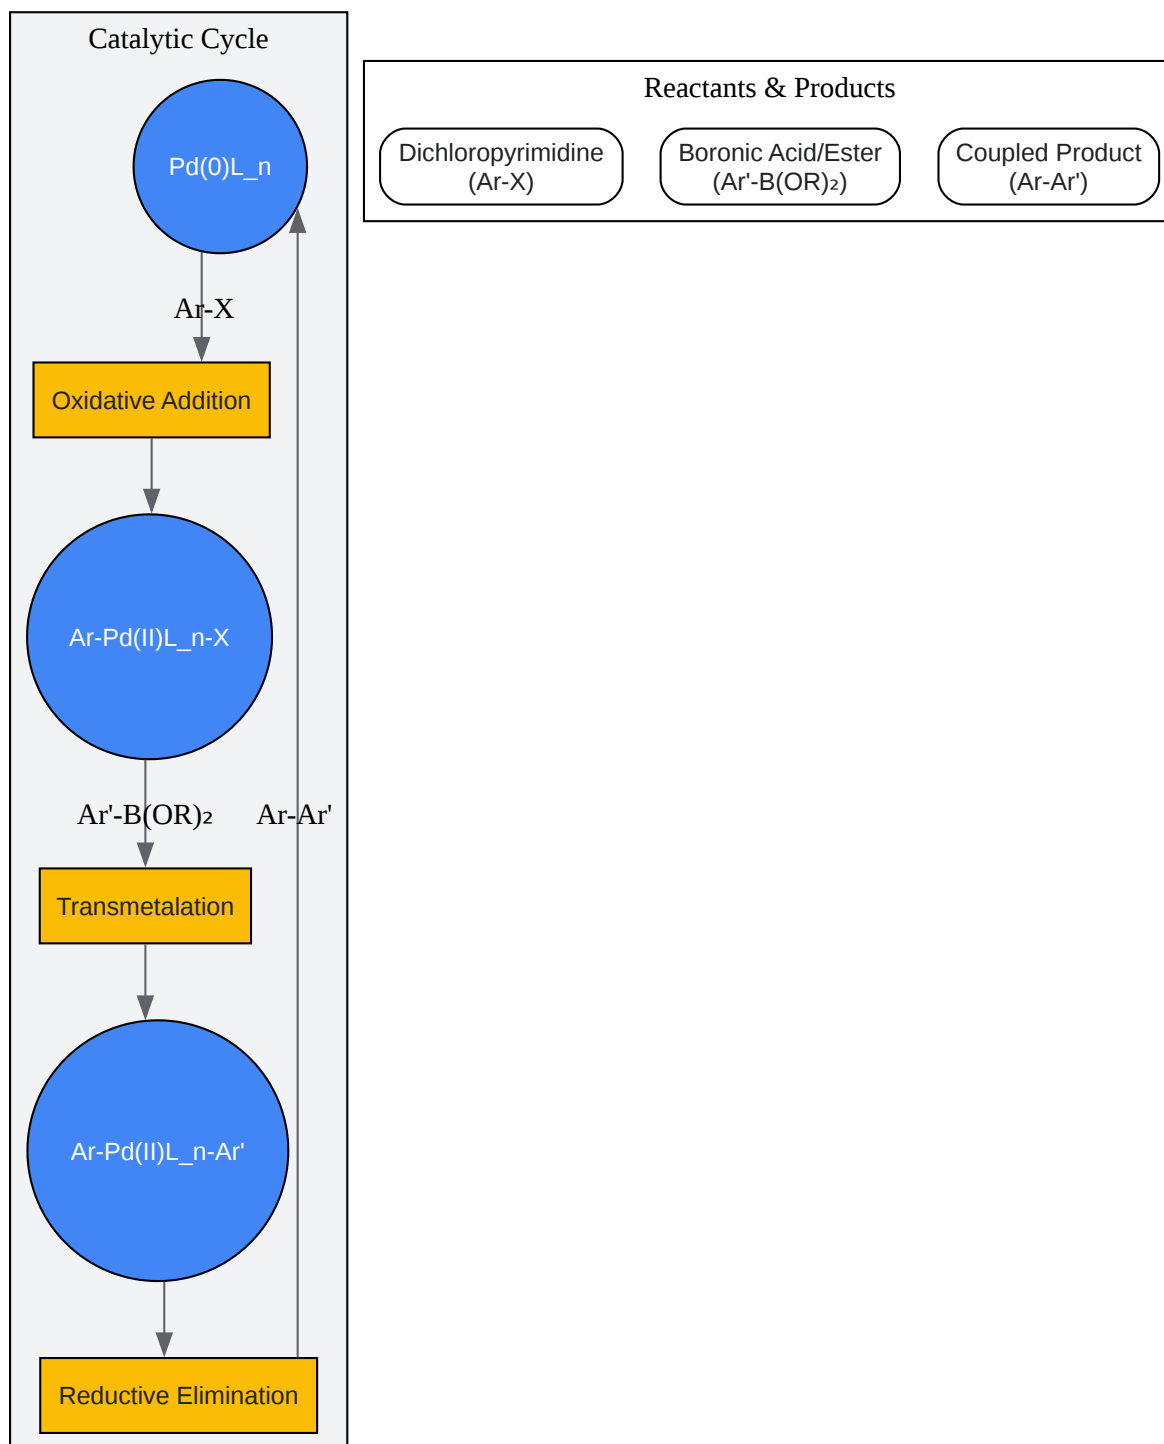 Catalytic Cycle
Pd(0)L_n
Ar-X
Oxidative Addition
Ar-Pd(II)L_n-X
Ar'-B(OR)₂
Ar-Ar'
Transmetalation
Ar-Pd(II)L_n-Ar'
Reductive Elimination
Reactants & Products
Dichloropyrimidine
(Ar-X)
Boronic Acid/Ester
(Ar'-B(OR)₂)
Coupled Product
(Ar-Ar')